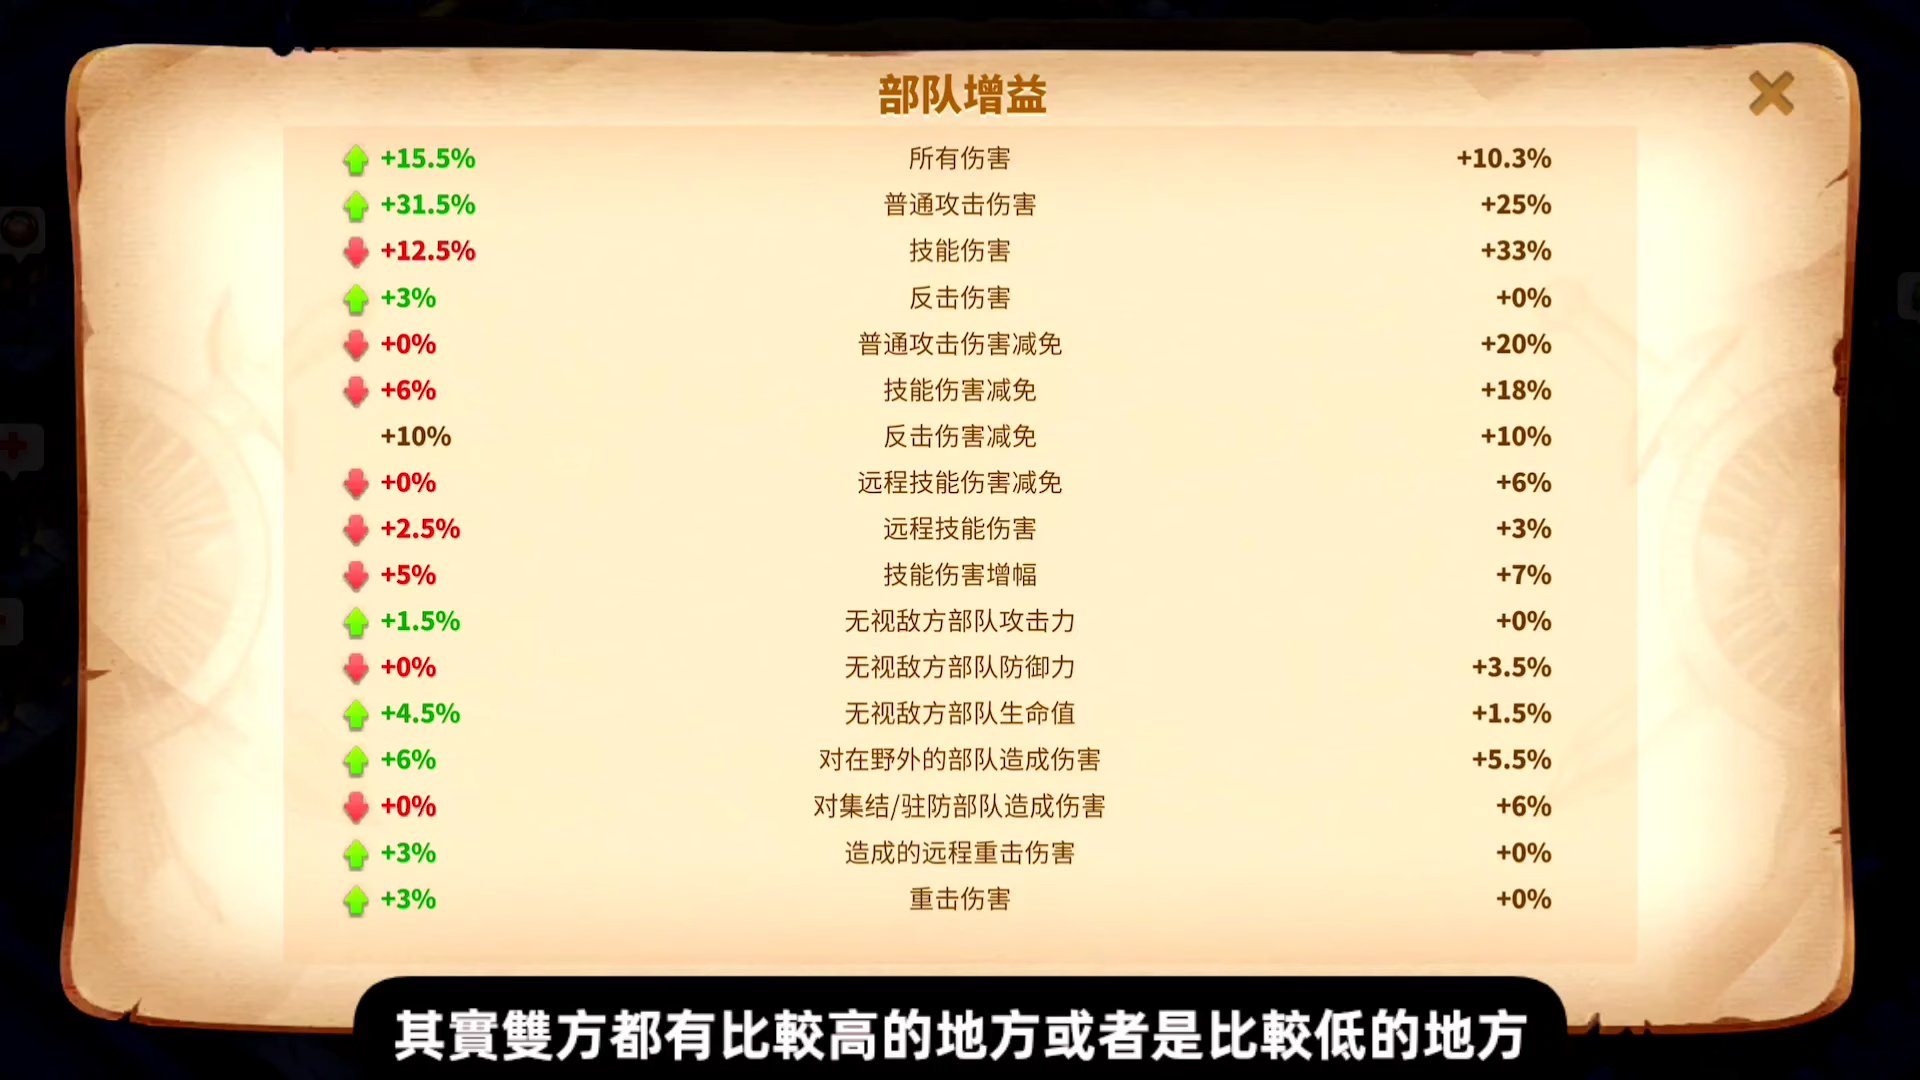 部队增益
+15.5% 所有伤害 +10.3%
+31.5% 普通攻击伤害 +25%
+12.5% 技能伤害 +33%
+3% 反击伤害 +0%
+0% 普通攻击伤害减免 +20%
+6% 技能伤害减免 +18%
+10% 反击伤害减免 +10%
+0% 远程技能伤害减免 +6%
+2.5% 远程技能伤害 +3%
+5% 技能伤害增幅 +7%
+1.5% 无视敌方部队攻击力 +0%
+0% 无视敌方部队防御力 +3.5%
+4.5% 无视敌方部队生命值 +1.5%
+6% 对在野外的部队造成伤害 +5.5%
+0% 对集结/驻防部队造成伤害 +6%
+3% 造成的远程重击伤害 +0%
+3% 重击伤害 +0%
其實雙方都有比較高的地方或者是比較低的地方